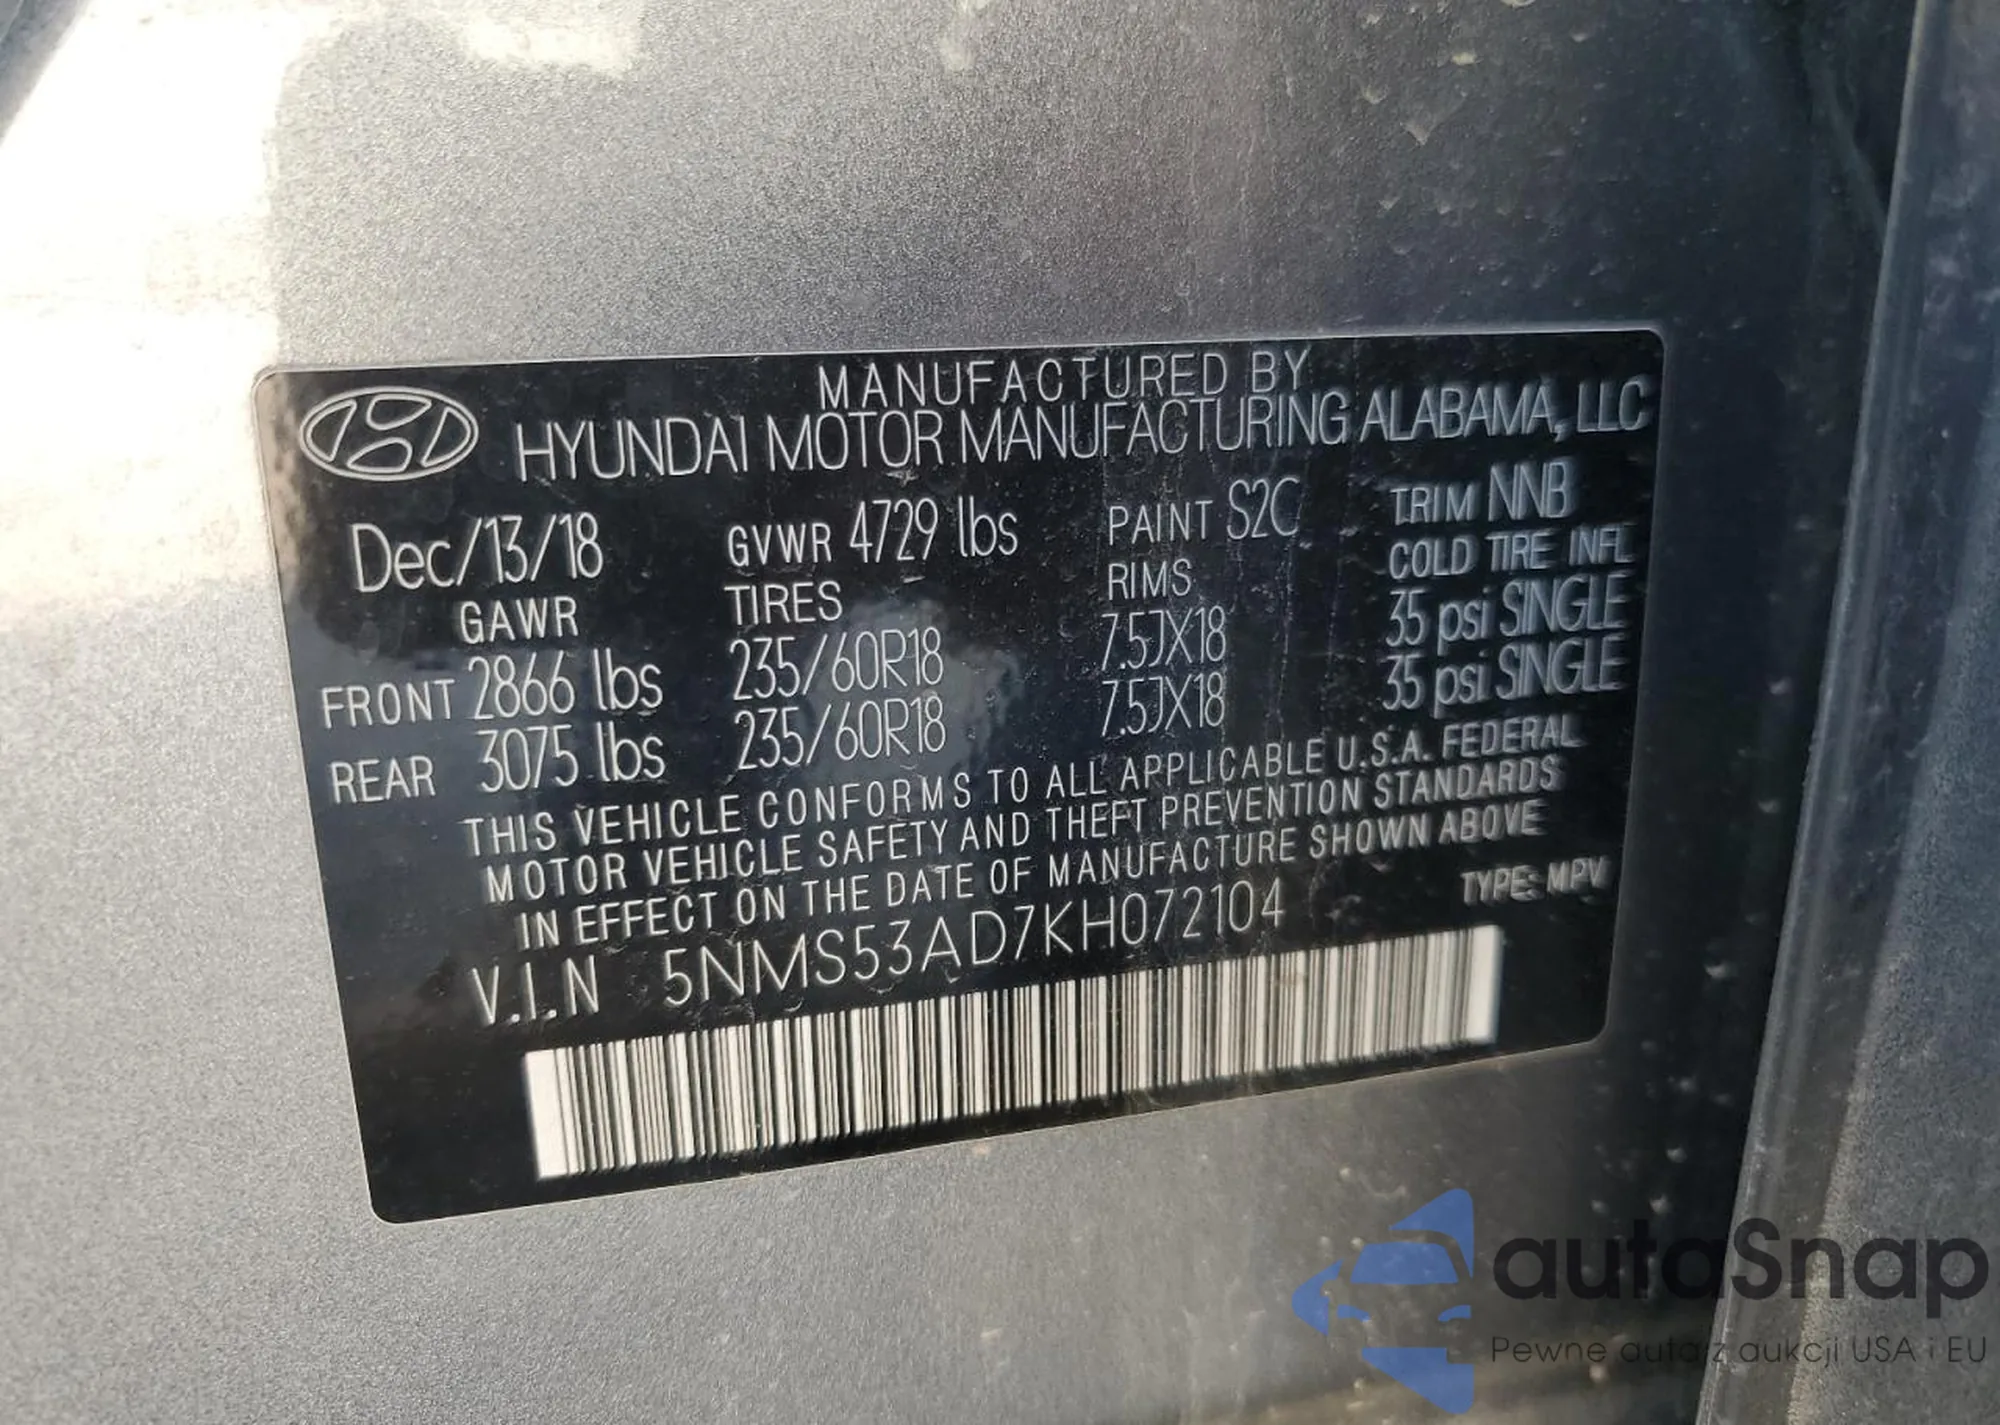 MANUFACTURED BY
HYUNDAI MOTOR MANUFACTURING ALABAMA, LLC
Dec/13/18 GVWR 4729 lbs PAINT S2C TRIM NNB
GAWR TIRES RIMS COLD TIRE INFL
FRONT 2866 lbs 235/60R18 7.5JX18 35 psi SINGLE
REAR 3075 lbs 235/60R18 7.5JX18 35 psi SINGLE
THIS VEHICLE CONFORMS TO ALL APPLICABLE U.S.A. FEDERAL
MOTOR VEHICLE SAFETY AND THEFT PREVENTION STANDARDS
IN EFFECT ON THE DATE OF MANUFACTURE SHOWN ABOVE
V.I.N 5NMS53AD7KH072104 TYPE: MPV
autaSnap
Pewne auta z aukcji USA i EU